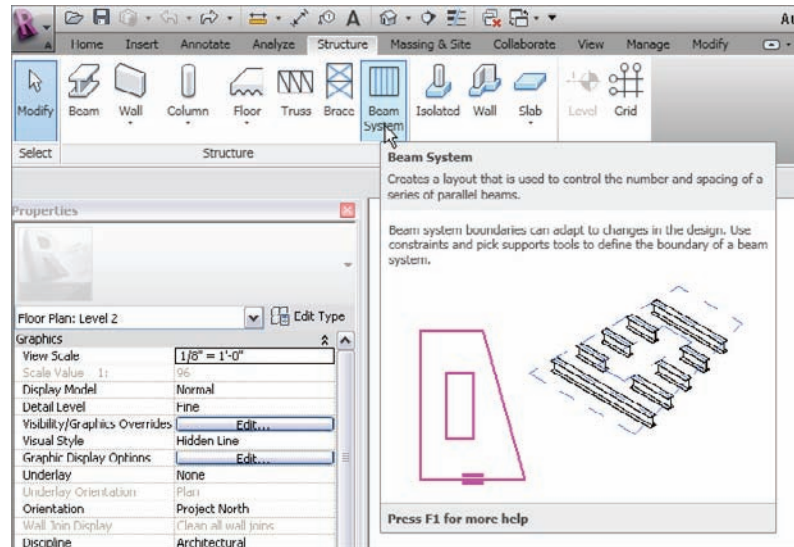 Au
Home Insert Annotate Analyze Structure Massing & Site Collaborate View Manage Modify
Modify Beam Wall Column Floor Truss Brace Beam System Isolated Wall Slab Level Grid
Select Structure
Beam System
Creates a layout that is used to control the number and spacing of a
series of parallel beams.
Beam system boundaries can adapt to changes in the design. Use
constraints and pick supports tools to define the boundary of a beam
system.
Press F1 for more help
Properties
Floor Plan: Level 2 Edit Type
Graphics
View Scale 1/8" = 1'-0"
Scale Value 1: 96
Display Model Normal
Detail Level Fine
Visibility/Graphics Overrides Edit...
Visual Style Hidden Line
Graphic Display Options Edit...
Underlay None
Underlay Orientation Plan
Orientation Project North
Wall Join Display Clean all wall joins
Discipline Architectural